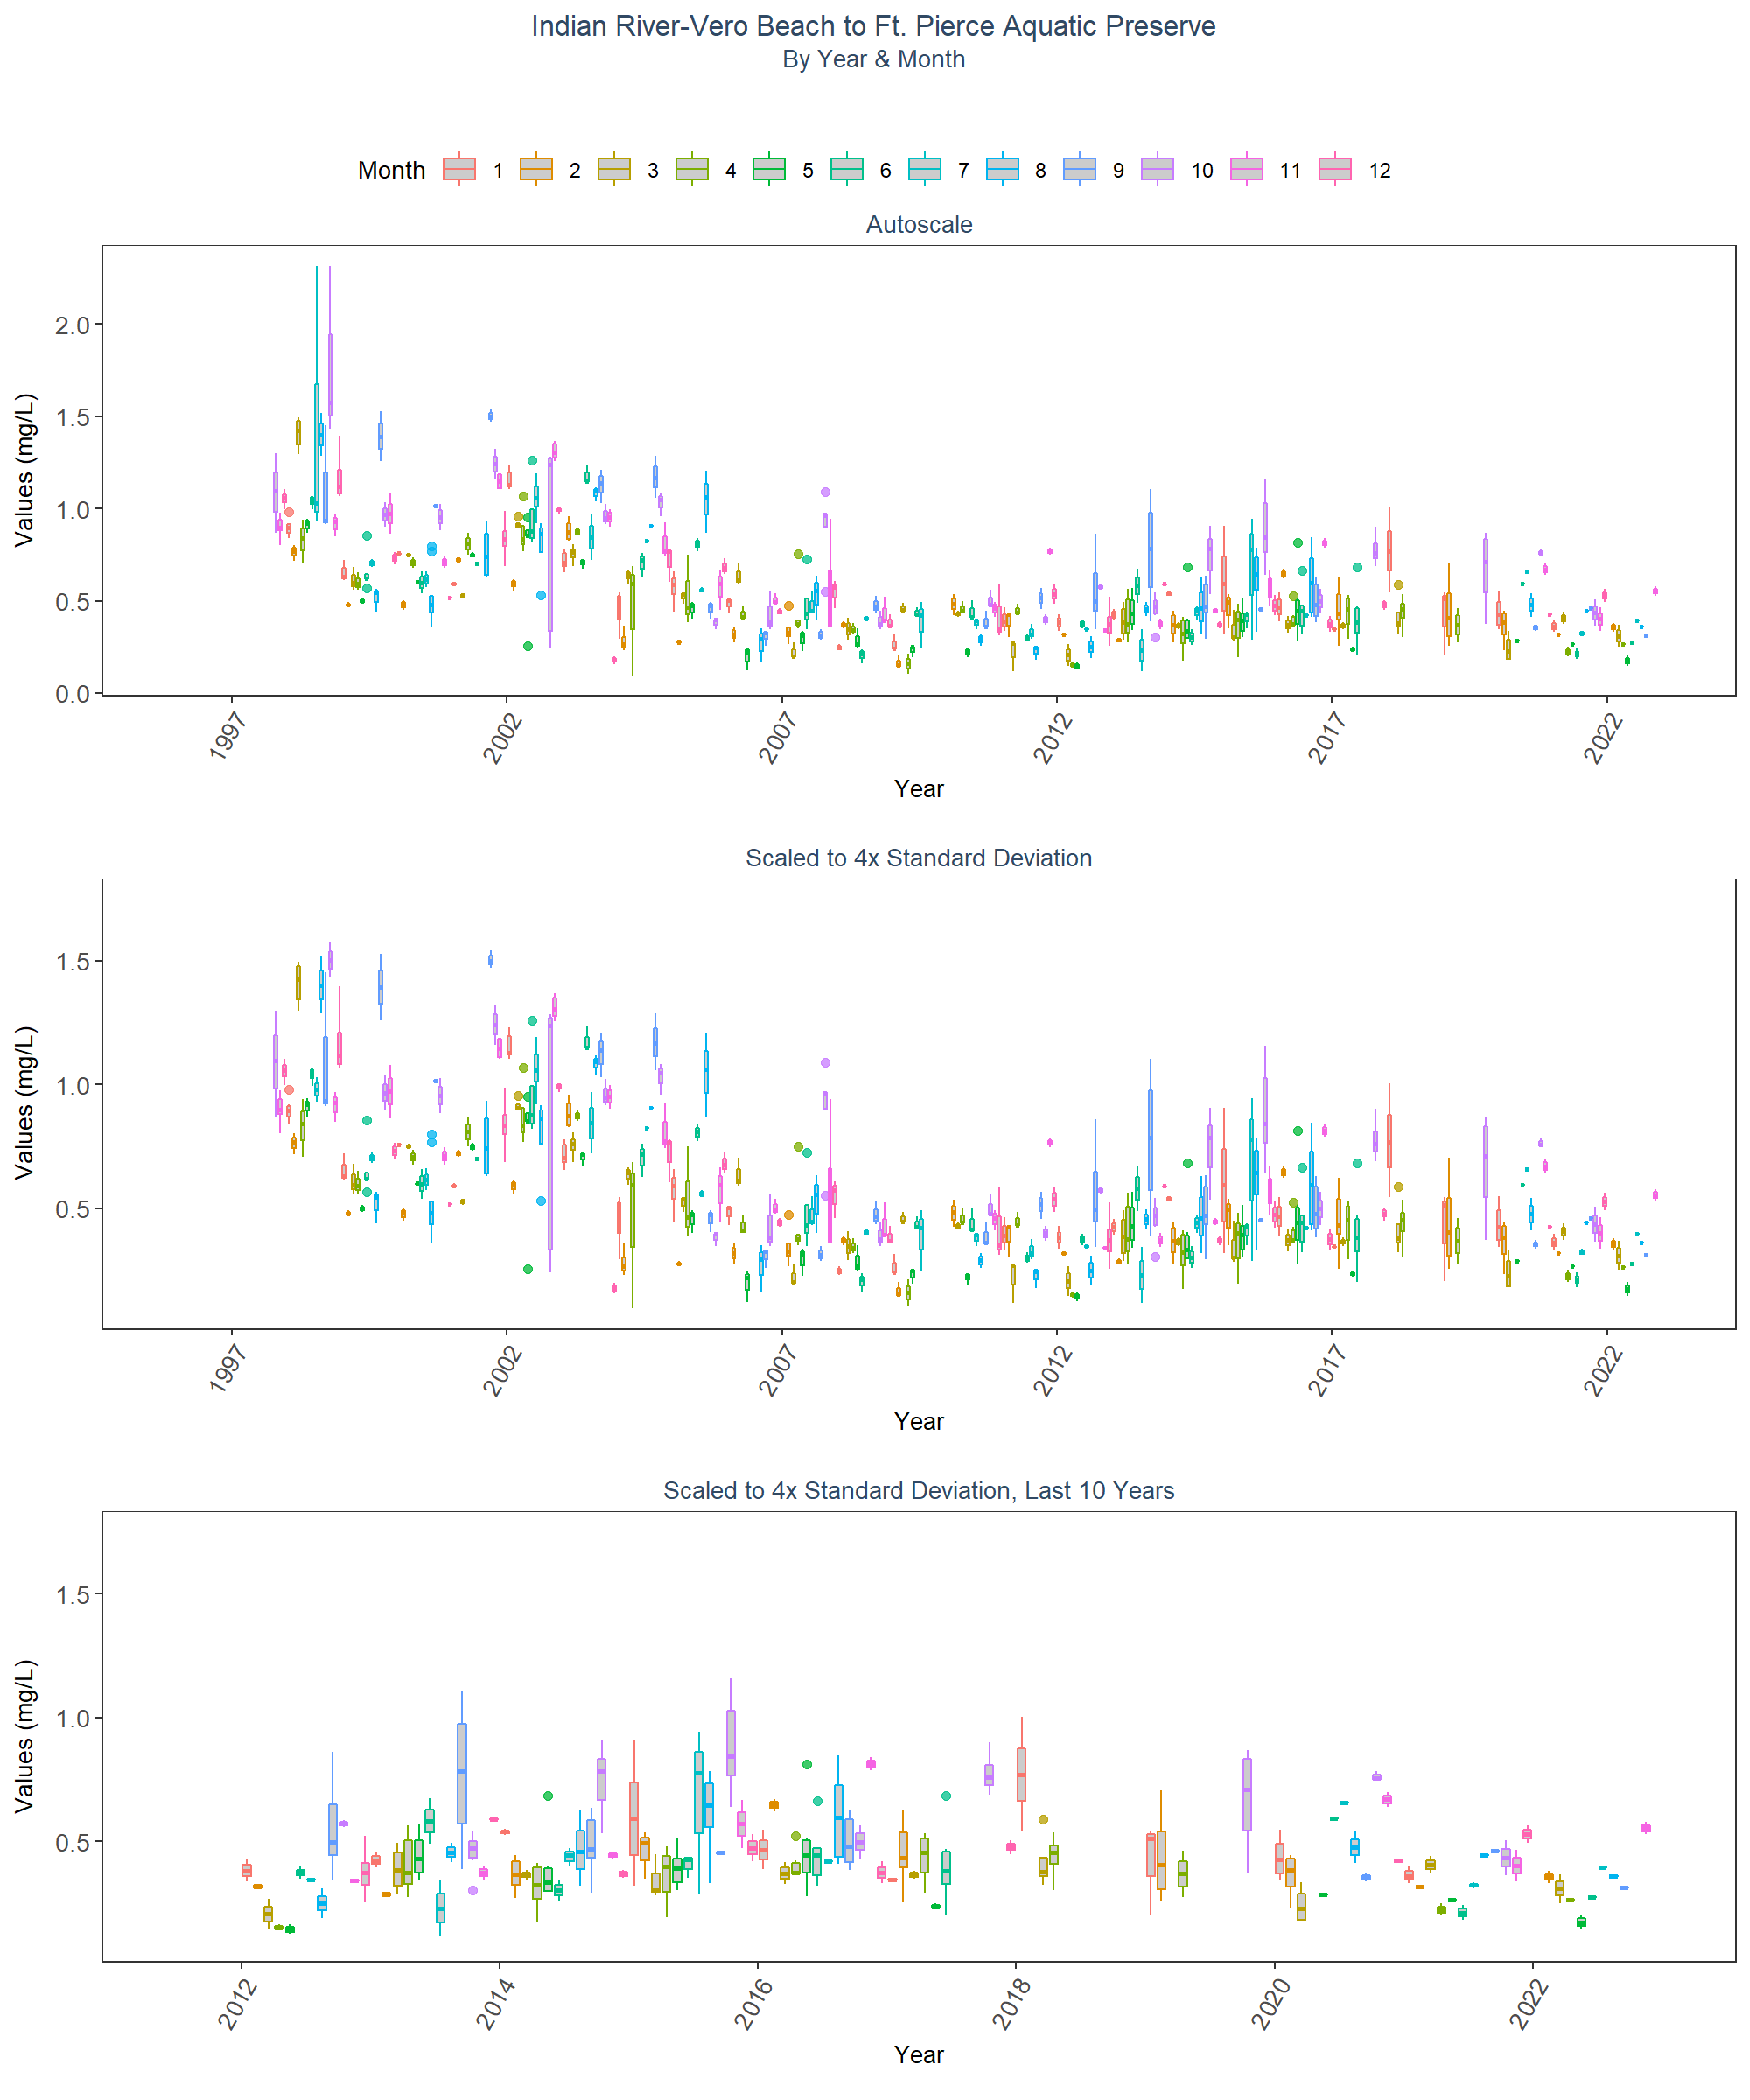 Indian River-Vero Beach to Ft. Pierce Aquatic Preserve
By Year & Month
Month 1 2 3 4 5 6 7 8 9 10 11 12
Autoscale
Values (mg/L)
2.0
1.5
1.0
0.5
0.0
1997 2002 2007 2012 2017 2022
Year
Scaled to 4x Standard Deviation
Values (mg/L)
1.5
1.0
0.5
1997 2002 2007 2012 2017 2022
Year
Scaled to 4x Standard Deviation, Last 10 Years
Values (mg/L)
1.5
1.0
0.5
2012 2014 2016 2018 2020 2022
Year